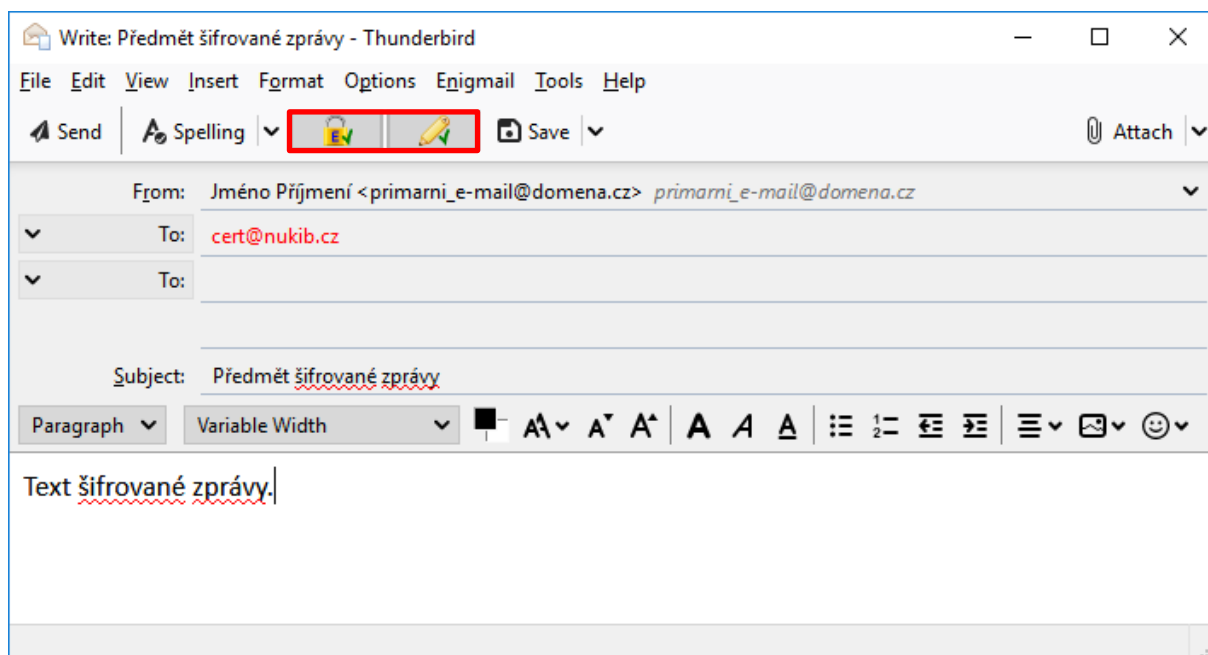 Write: Předmět šifrované zprávy - Thunderbird
File Edit View Insert Format Options Enigmail Tools Help
Send Spelling E Save Attach
From: Jméno Příjmení <primarni_e-mail@domena.cz> primarni_e-mail@domena.cz
To: cert@nukib.cz
To:
Subject: Předmět šifrované zprávy
Paragraph Variable Width
Text šifrované zprávy.